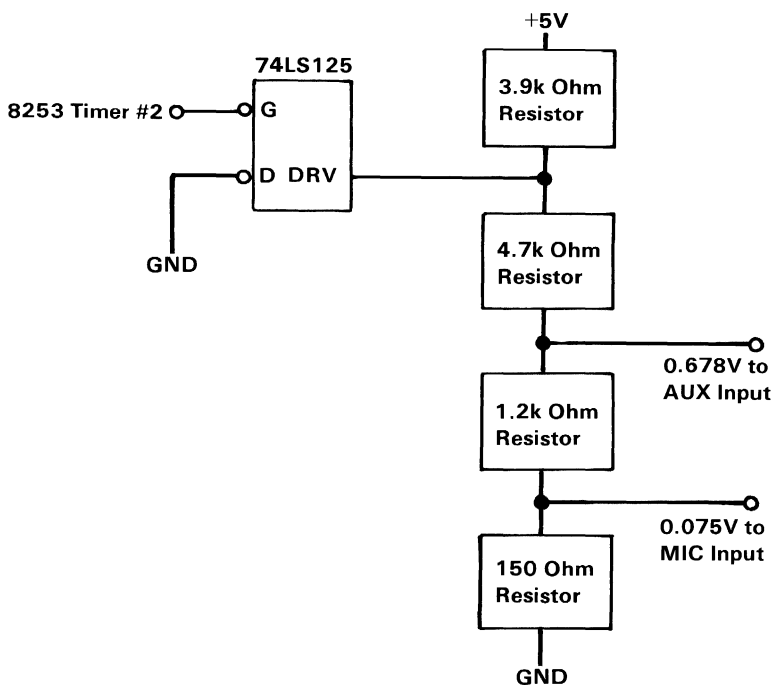 +5V
74LS125
3.9k Ohm
Resistor
8253 Timer #2
G
D DRV
GND
4.7k Ohm
Resistor
0.678V to
AUX Input
1.2k Ohm
Resistor
0.075V to
MIC Input
150 Ohm
Resistor
GND